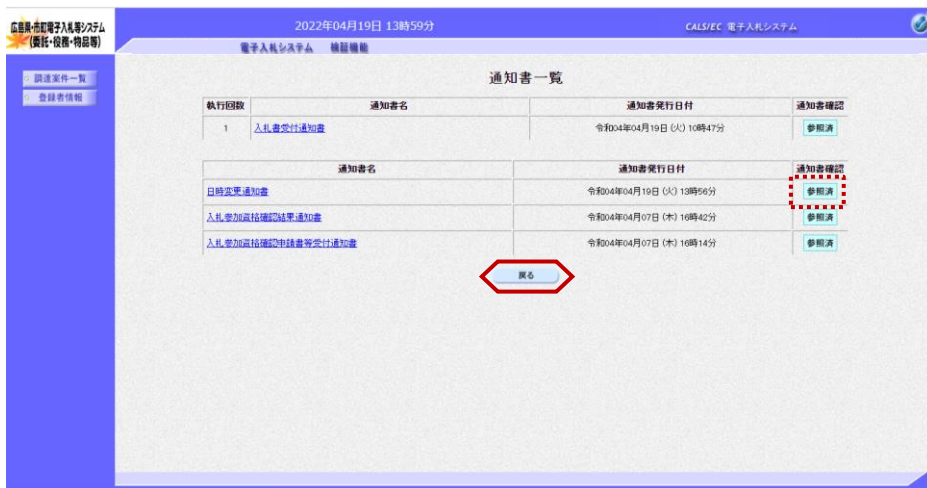 広島県・市町電子入札等システム
(委託・役務・物品等)
2022年04月19日 13時59分
CALS/EC 電子入札システム
電子入札システム 検証機能
調達案件一覧
登録者情報
通知書一覧
執行回数 通知書名 通知書発行日付 通知書確認
1 入札書受付通知書 令和04年04月19日 (火) 10時47分 参照済
通知書名 通知書発行日付 通知書確認
日時変更通知書 令和04年04月19日 (火) 13時56分 参照済
入札参加資格確認結果通知書 令和04年04月07日 (木) 16時42分 参照済
入札参加資格確認申請書等受付通知書 令和04年04月07日 (木) 16時14分 参照済
戻る